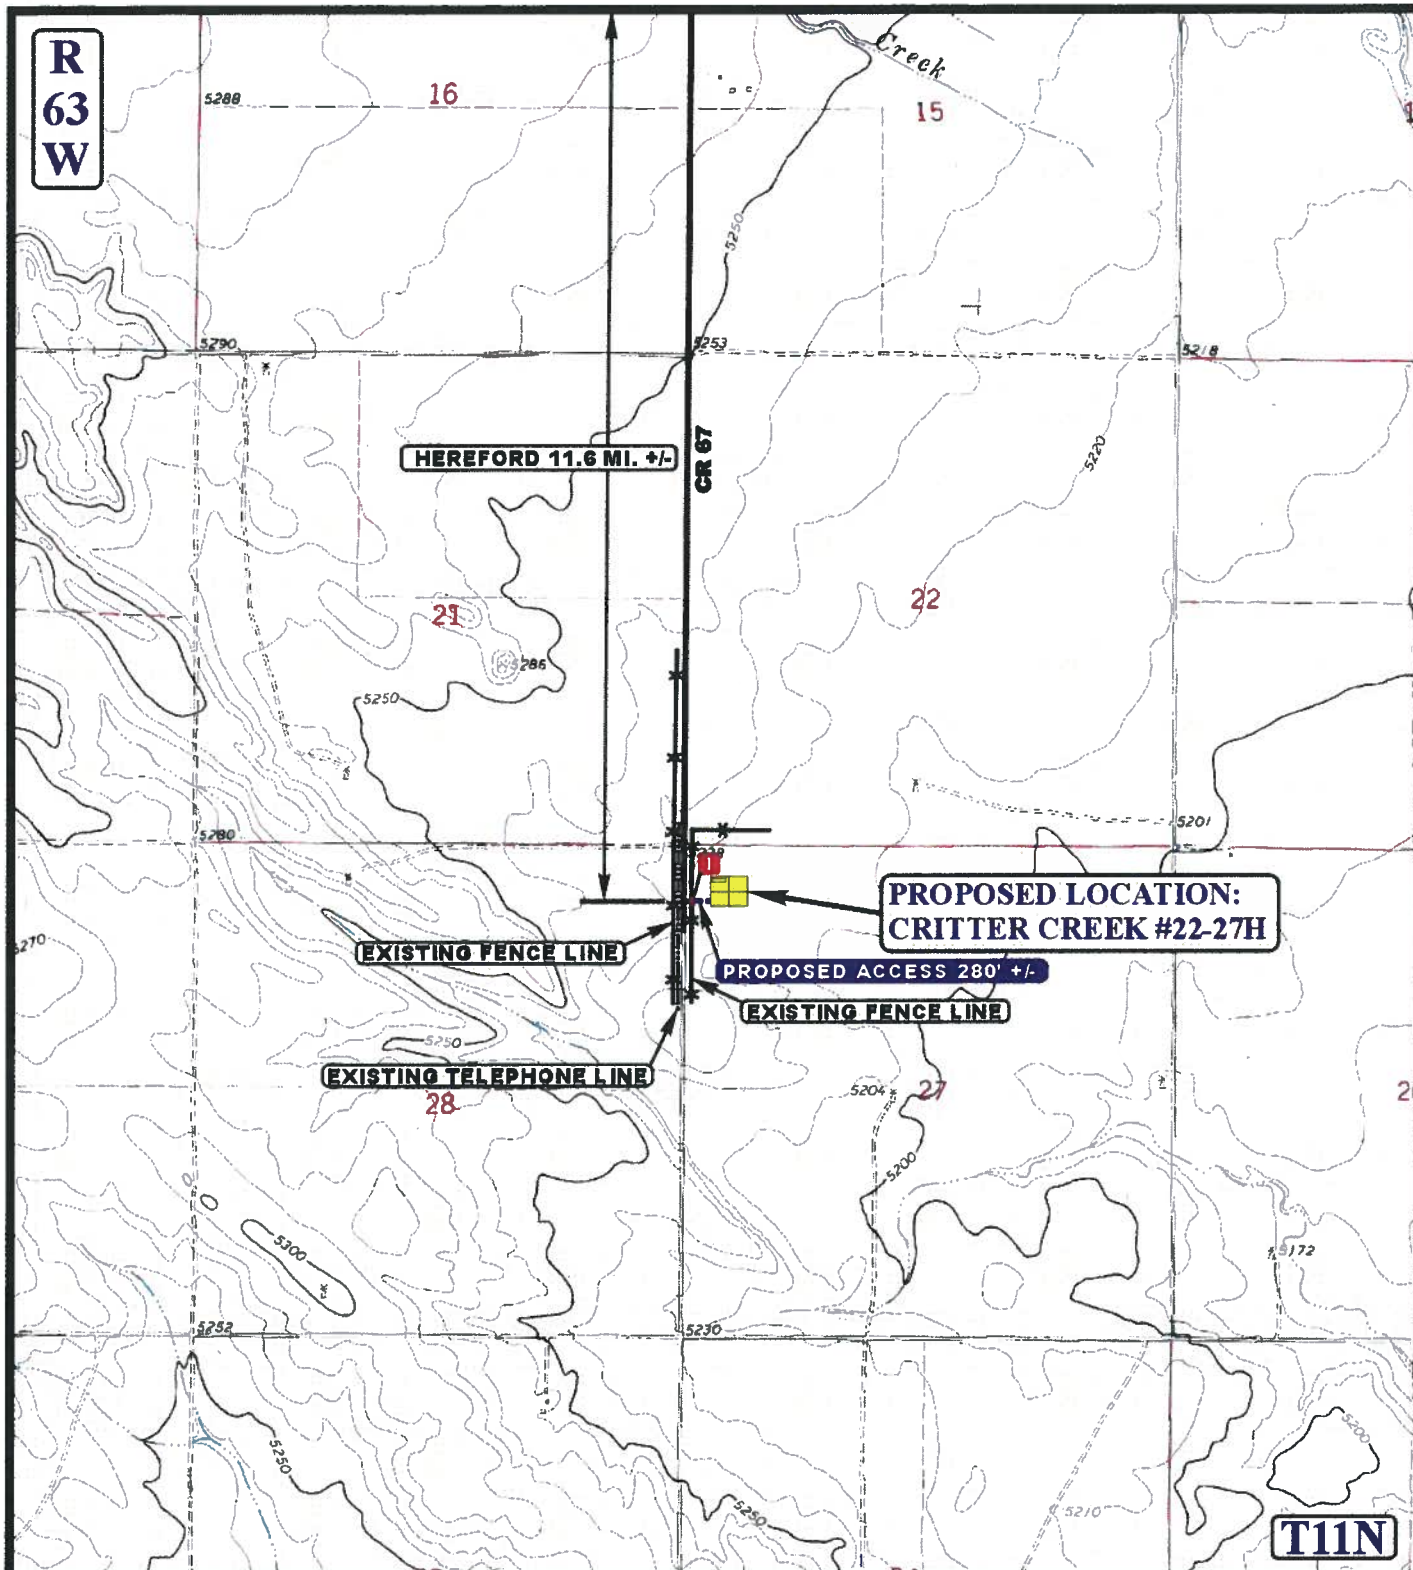 R
63
W
Creek
16
15
5288
5250
5290
5253
5218
HEREFORD 11.6 MI. +/-
CR 67
5220
21
22
5286
5250
5280
5201
PROPOSED LOCATION:
CRITTER CREEK #22-27H
5270
EXISTING FENCE LINE
PROPOSED ACCESS 280' +/-
EXISTING FENCE LINE
5250
EXISTING TELEPHONE LINE
28
5204
27
5200
5300
5172
5252
5230
5250
5250
5200
5210
T11N